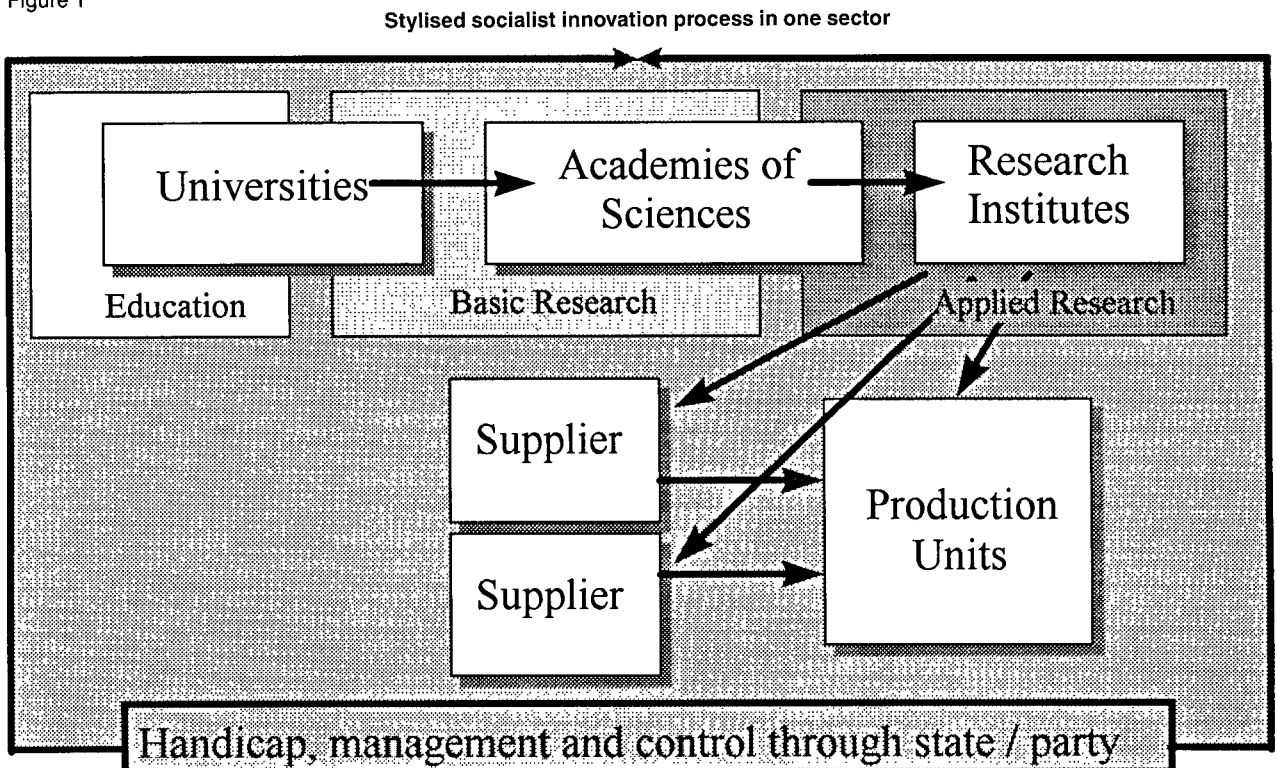 Figure 1
Stylised socialist innovation process in one sector
Universities
Academies of
Sciences
Research
Institutes
Education
Basic Research
Applied Research
Supplier
Production
Units
Supplier
Handicap, management and control through state / party